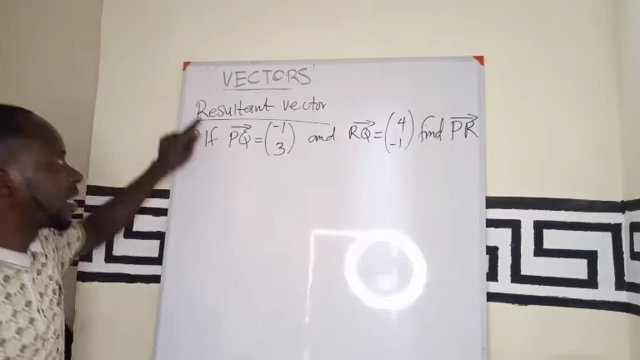 VECTORS
Resultant vector
If PQ⃗ = (-1 3) and RQ⃗ = (4 -1) find PR⃗